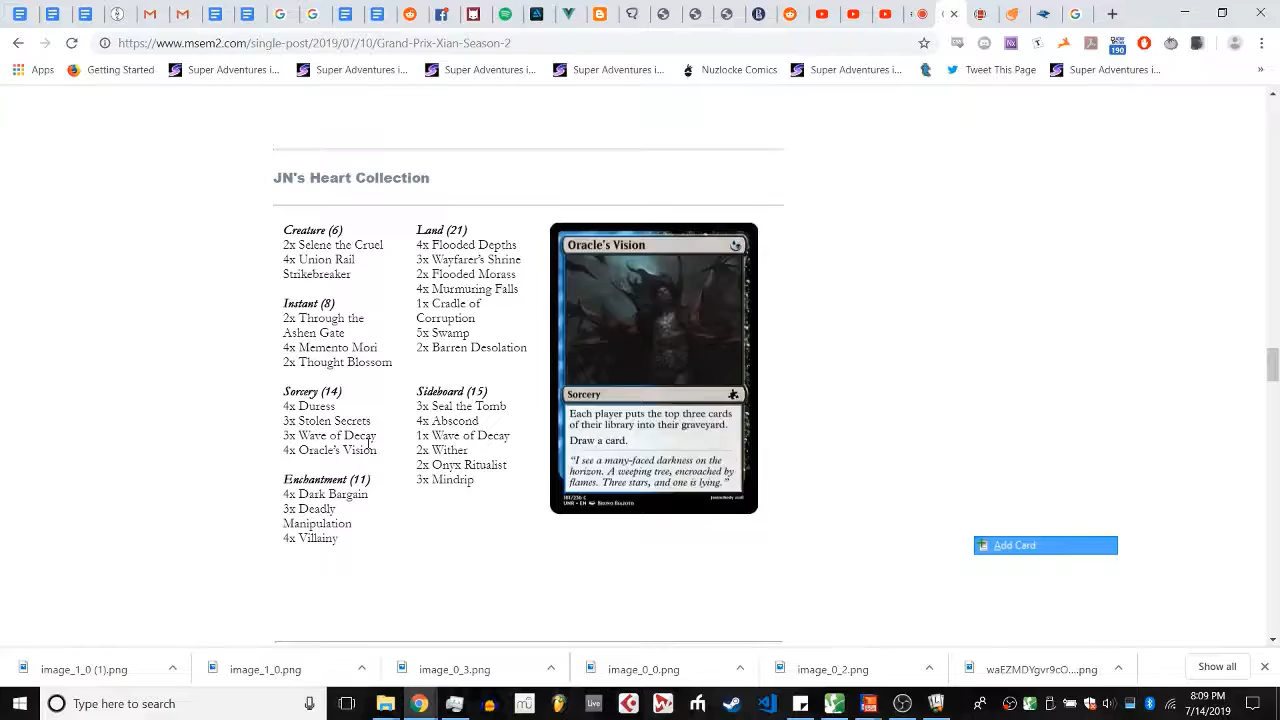 https://www.msem2.com/single-post/2019/07/10/Grand-Prix-Xian-Season-2
190
Apps
Getting Started
Super Adventures i...
Super Adventures i...
Super Adventures i...
Super Adventures i...
Nuzlocke Comics
Super Adventures i...
Tweet This Page
Super Adventures i...
»
JN's Heart Collection
Creature (6)
2x Selene the Cruel
4x Union Rail
Strikebreaker
Instant (8)
2x Through the
Ashen Gate
4x Memento Mori
2x Thought Blossom
Sorcery (14)
4x Duress
3x Stolen Secrets
3x Wave of Decay
4x Oracle's Vision
Enchantment (11)
4x Dark Bargain
3x Deadly
Manipulation
4x Villainy
Land (21)
4x Flooded Depths
3x Wayfarer's Shrine
2x Flooded Morass
4x Murmuring Falls
1x Cradle of
Corruption
5x Swamp
2x Barren Desolation
Sideboard (15)
3x Seal the Tomb
4x Abscond
1x Wave of Decay
2x Wither
2x Onyx Ritualist
3x Mintrip
Oracle's Vision
Sorcery
Each player puts the top three cards
of their library into their graveyard.
Draw a card.
"I see a many-faced darkness on the
horizon. A weeping tree, encroached by
flames. Three stars, and one is lying."
Add Card
image_1_0 (1).png
image_1_0.png
image_0_3.png
image_0_0.png
image_0_2.png
waEZMDYgvr9cO....png
Show all
Type here to search
Live
8:09 PM
7/14/2019